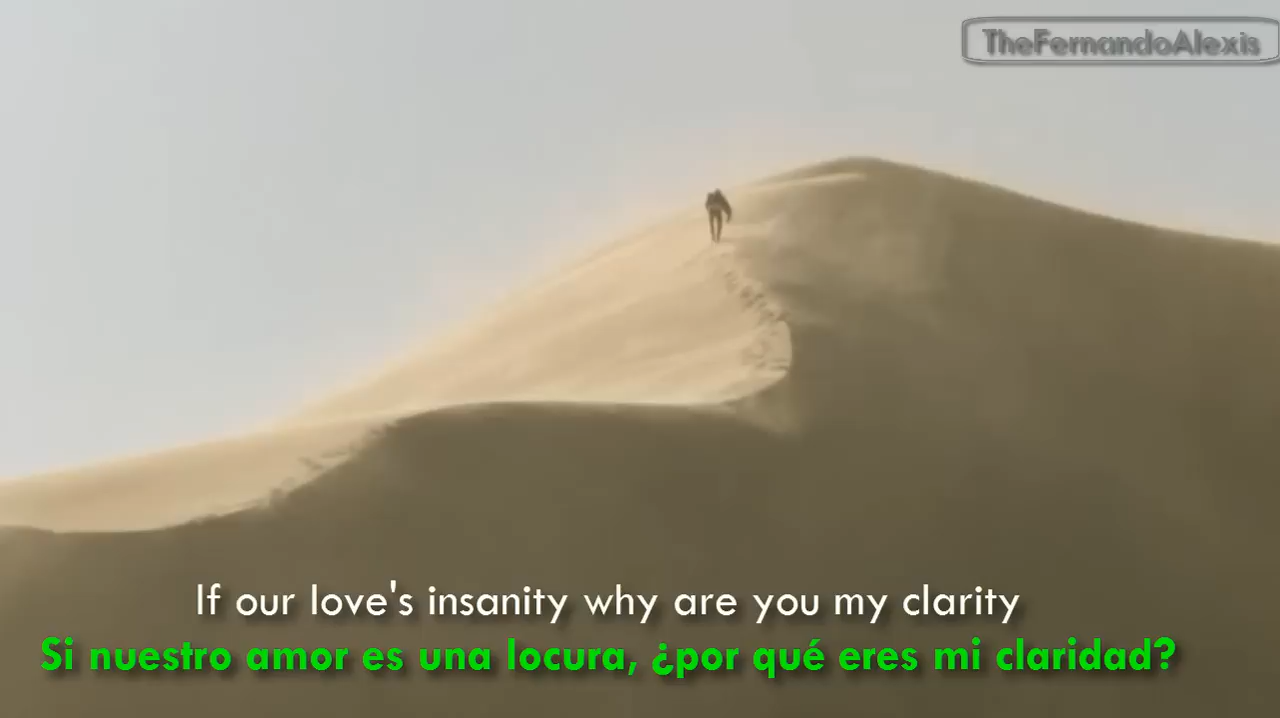 TheFernandoAlexis
If our love's insanity why are you my clarity
Si nuestro amor es una locura, ¿por qué eres mi claridad?